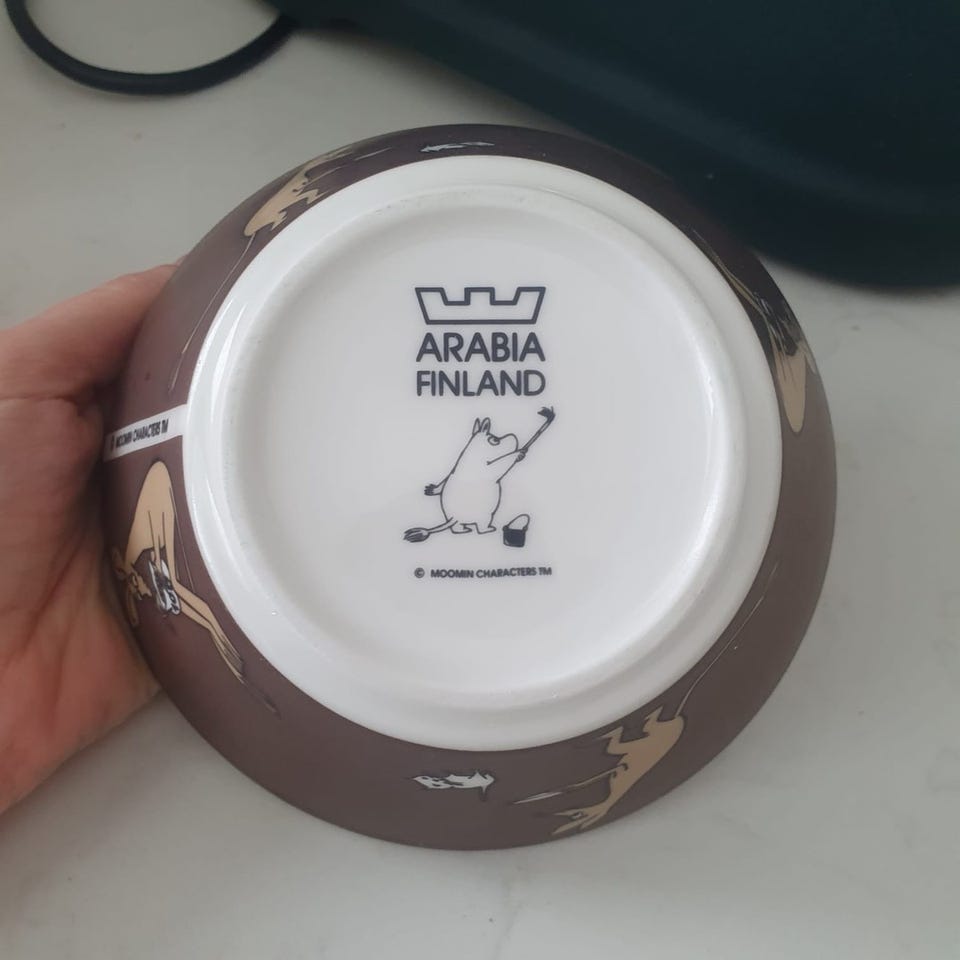 ARABIA
FINLAND
© MOOMIN CHARACTERS TM
© MOOMIN CHARACTERS TM